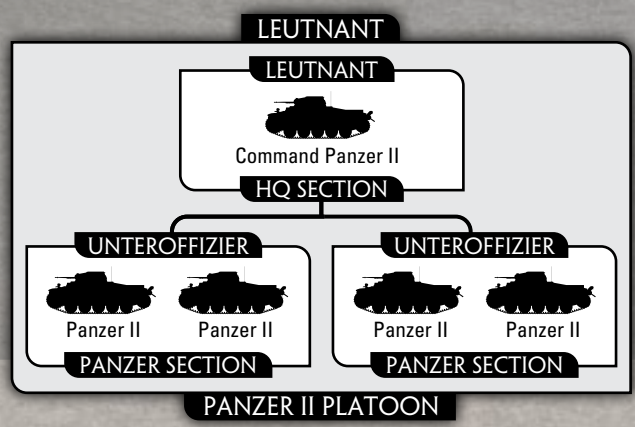 LEUTNANT
LEUTNANT
Command Panzer II
HQ SECTION
UNTEROFFIZIER
Panzer II Panzer II
PANZER SECTION
UNTEROFFIZIER
Panzer II Panzer II
PANZER SECTION
PANZER II PLATOON